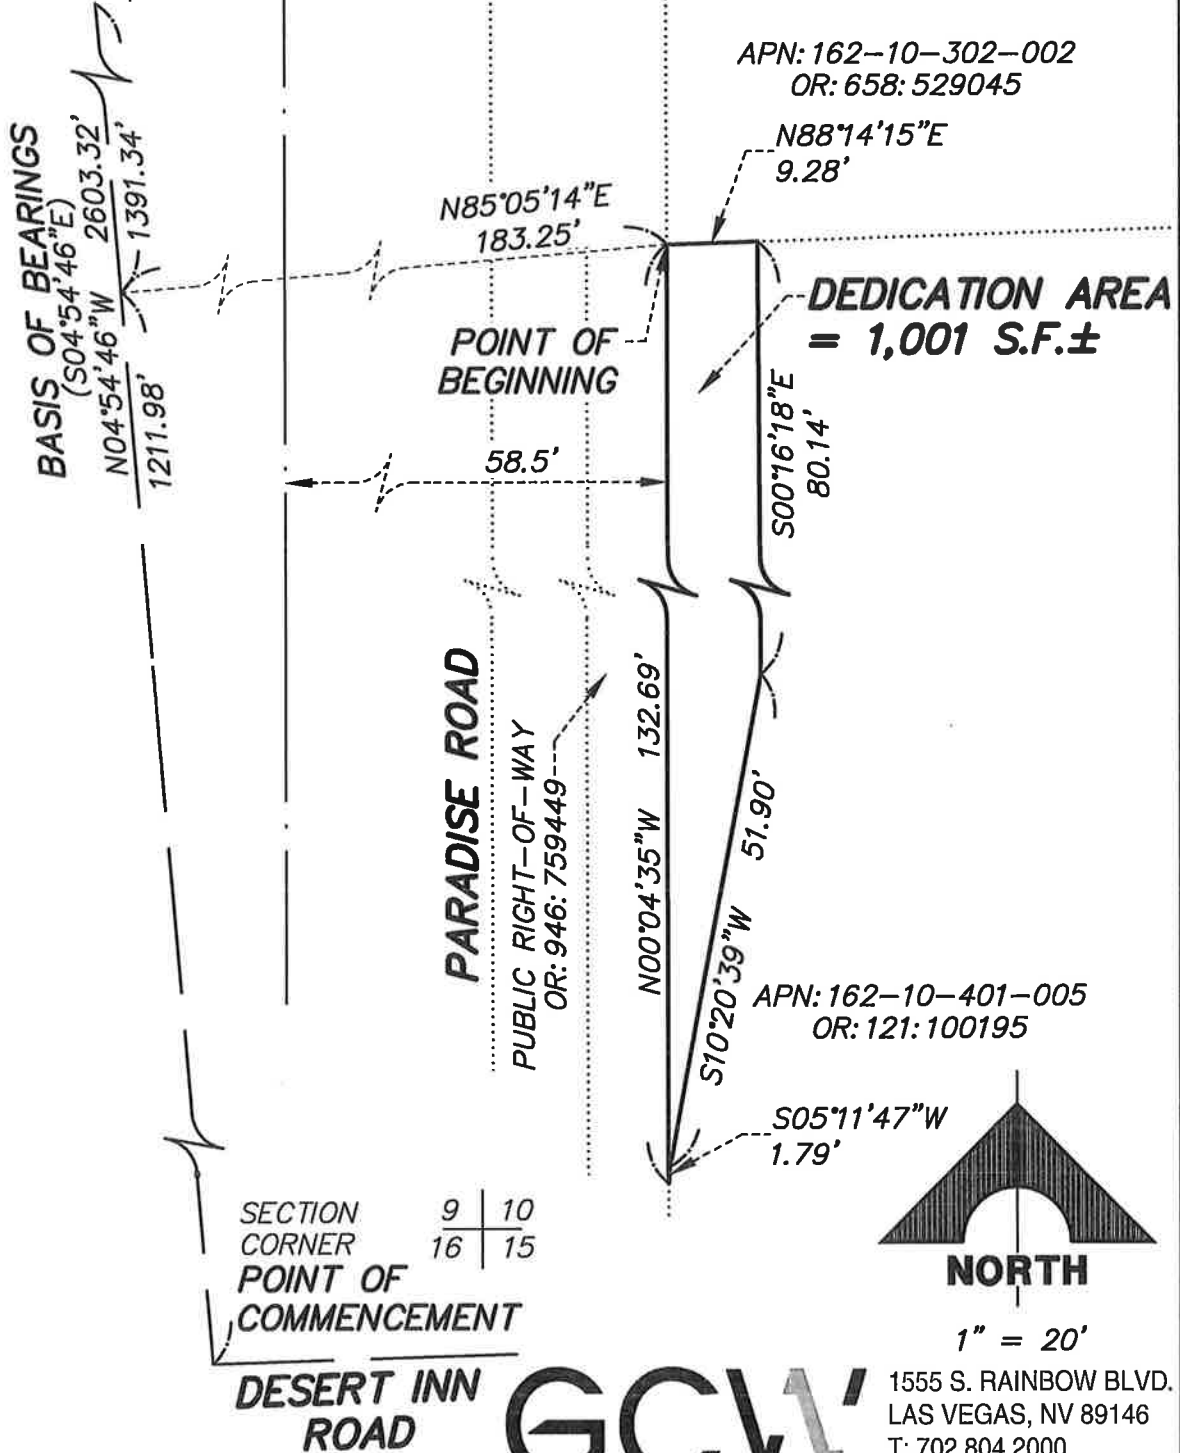 APN: 162-10-302-002
OR: 658: 529045
N88°14'15"E
9.28'
BASIS OF BEARINGS
(S04°54'46"E)
N04°54'46"W 2603.32'
1211.98' 1391.34'
N85°05'14"E
183.25'
POINT OF
BEGINNING
DEDICATION AREA
= 1,001 S.F.±
58.5'
S00°16'18"E
80.14'
PARADISE ROAD
PUBLIC RIGHT-OF-WAY
OR: 946: 759449
N00°04'35"W 132.69'
S10°20'39"W 51.90'
APN: 162-10-401-005
OR: 121: 100195
S05°11'47"W
1.79'
SECTION 9 10
CORNER 16 15
POINT OF
COMMENCEMENT
NORTH
1" = 20'
DESERT INN
ROAD
GCW
1555 S. RAINBOW BLVD.
LAS VEGAS, NV 89146
T: 702.804.2000